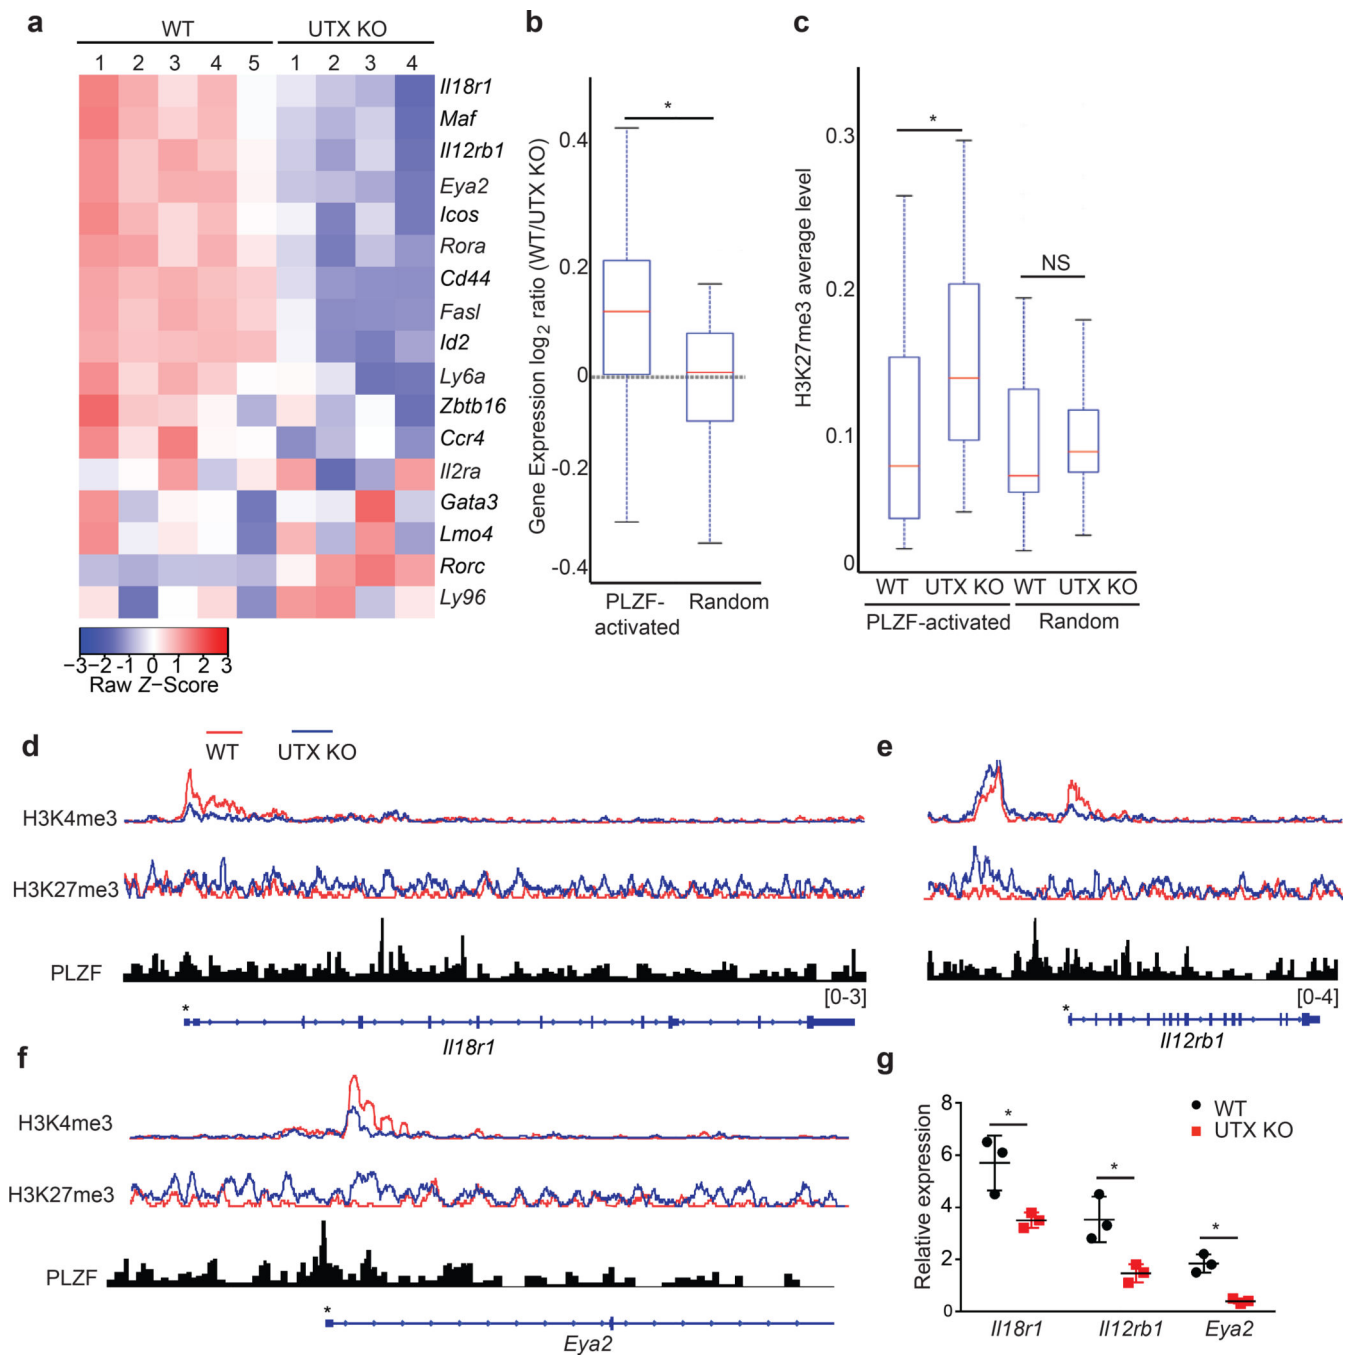 a
WT UTX KO
1 2 3 4 5 1 2 3 4
Il18r1
Maf
Il12rb1
Eya2
Icos
Rora
Cd44
Fasl
Id2
Ly6a
Zbtb16
Ccr4
Il2ra
Gata3
Lmo4
Rorc
Ly96
−3−2 -1 0 1 2 3
Raw Z−Score
b
Gene Expression log2 ratio (WT/UTX KO)
*
0.4
0.2
0
-0.2
-0.4
PLZF-
activated
Random
c
H3K27me3 average level
*
NS
0.3
0.2
0.1
0
WT UTX KO WT UTX KO
PLZF-activated Random
d
WT UTX KO
H3K4me3
H3K27me3
PLZF
[0-3]
*
Il18r1
e
[0-4]
*
Il12rb1
f
H3K4me3
H3K27me3
PLZF
*
Eya2
g
Relative expression
8
6
4
2
0
WT
UTX KO
*
*
*
Il18r1 Il12rb1 Eya2